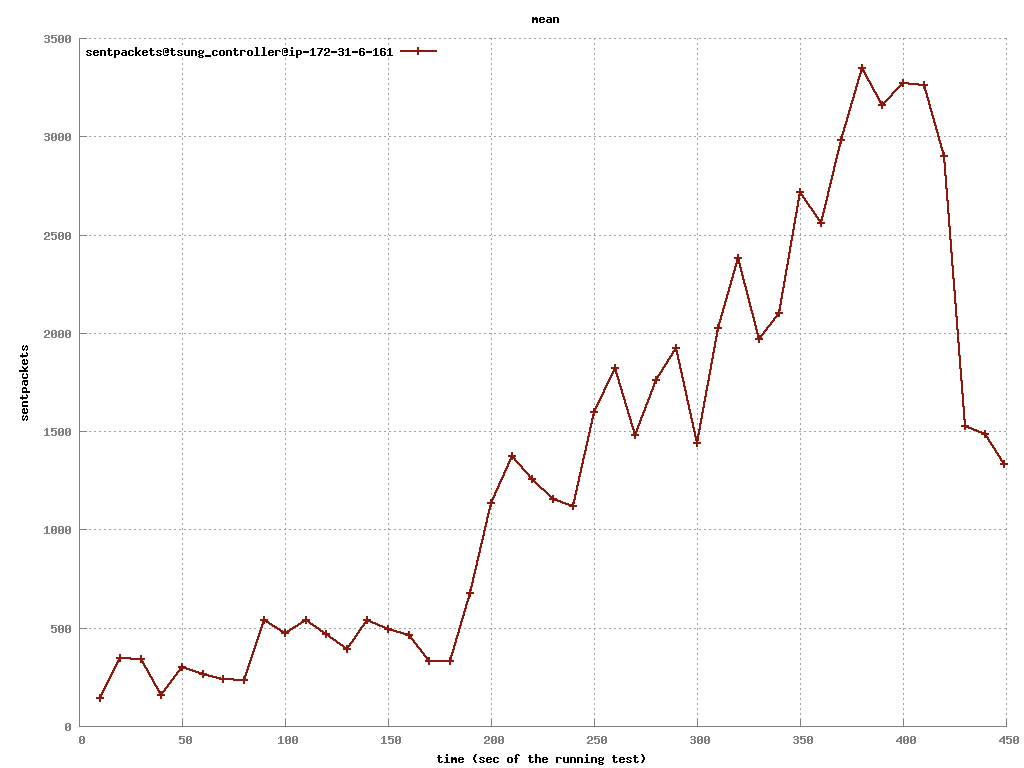 mean
3500
sentpackets@tsung_controller@ip-172-31-6-161
3000
2500
2000
sentpackets
1500
1000
500
0
0 50 100 150 200 250 300 350 400 450
time (sec of the running test)